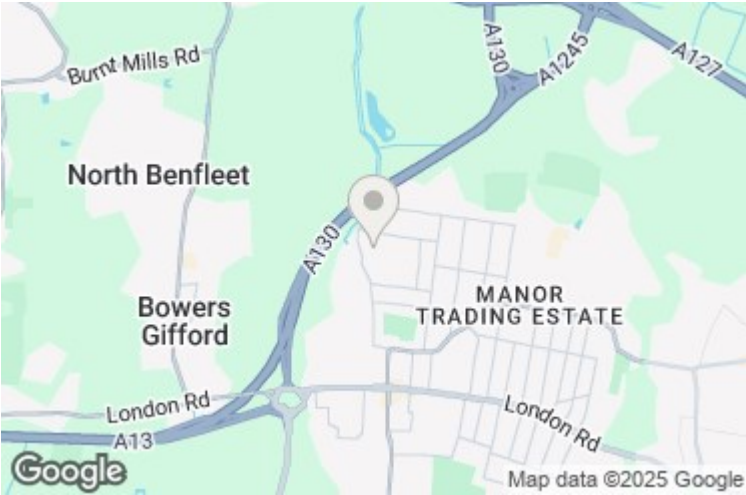 Burnt Mills Rd
A130
A1245
A127
North Benfleet
A130
Bowers
Gifford
MANOR
TRADING ESTATE
London Rd
London Rd
A13
Google
Map data ©2025 Google